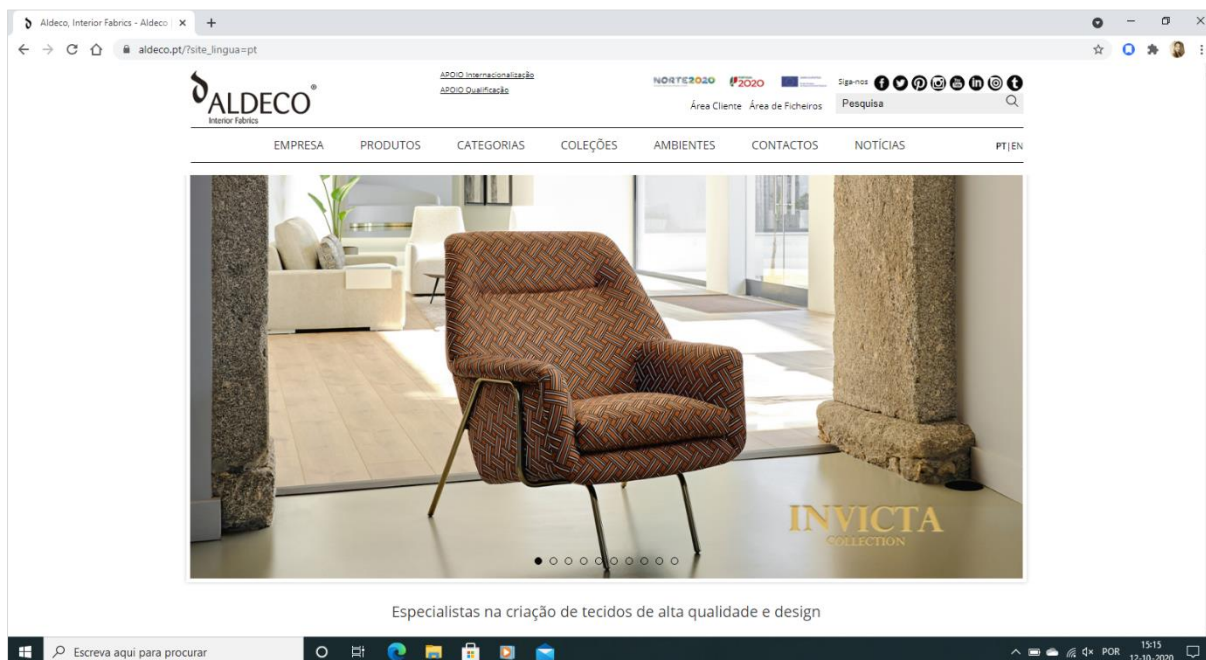 Aldeco, Interior Fabrics - Aldeco |
aldeco.pt/?site_lingua=pt
ALDECO®
Interior Fabrics
APOIO Internacionalização
APOIO Qualificação
NORTE2020 2020
Siga-nos
Área Cliente Área de Ficheiros
Pesquisa
EMPRESA PRODUTOS CATEGORIAS COLEÇÕES AMBIENTES CONTACTOS NOTÍCIAS PT|EN
INVICTA
COLLECTION
Especialistas na criação de tecidos de alta qualidade e design
Escreva aqui para procurar
POR
15:15
12-10-2020